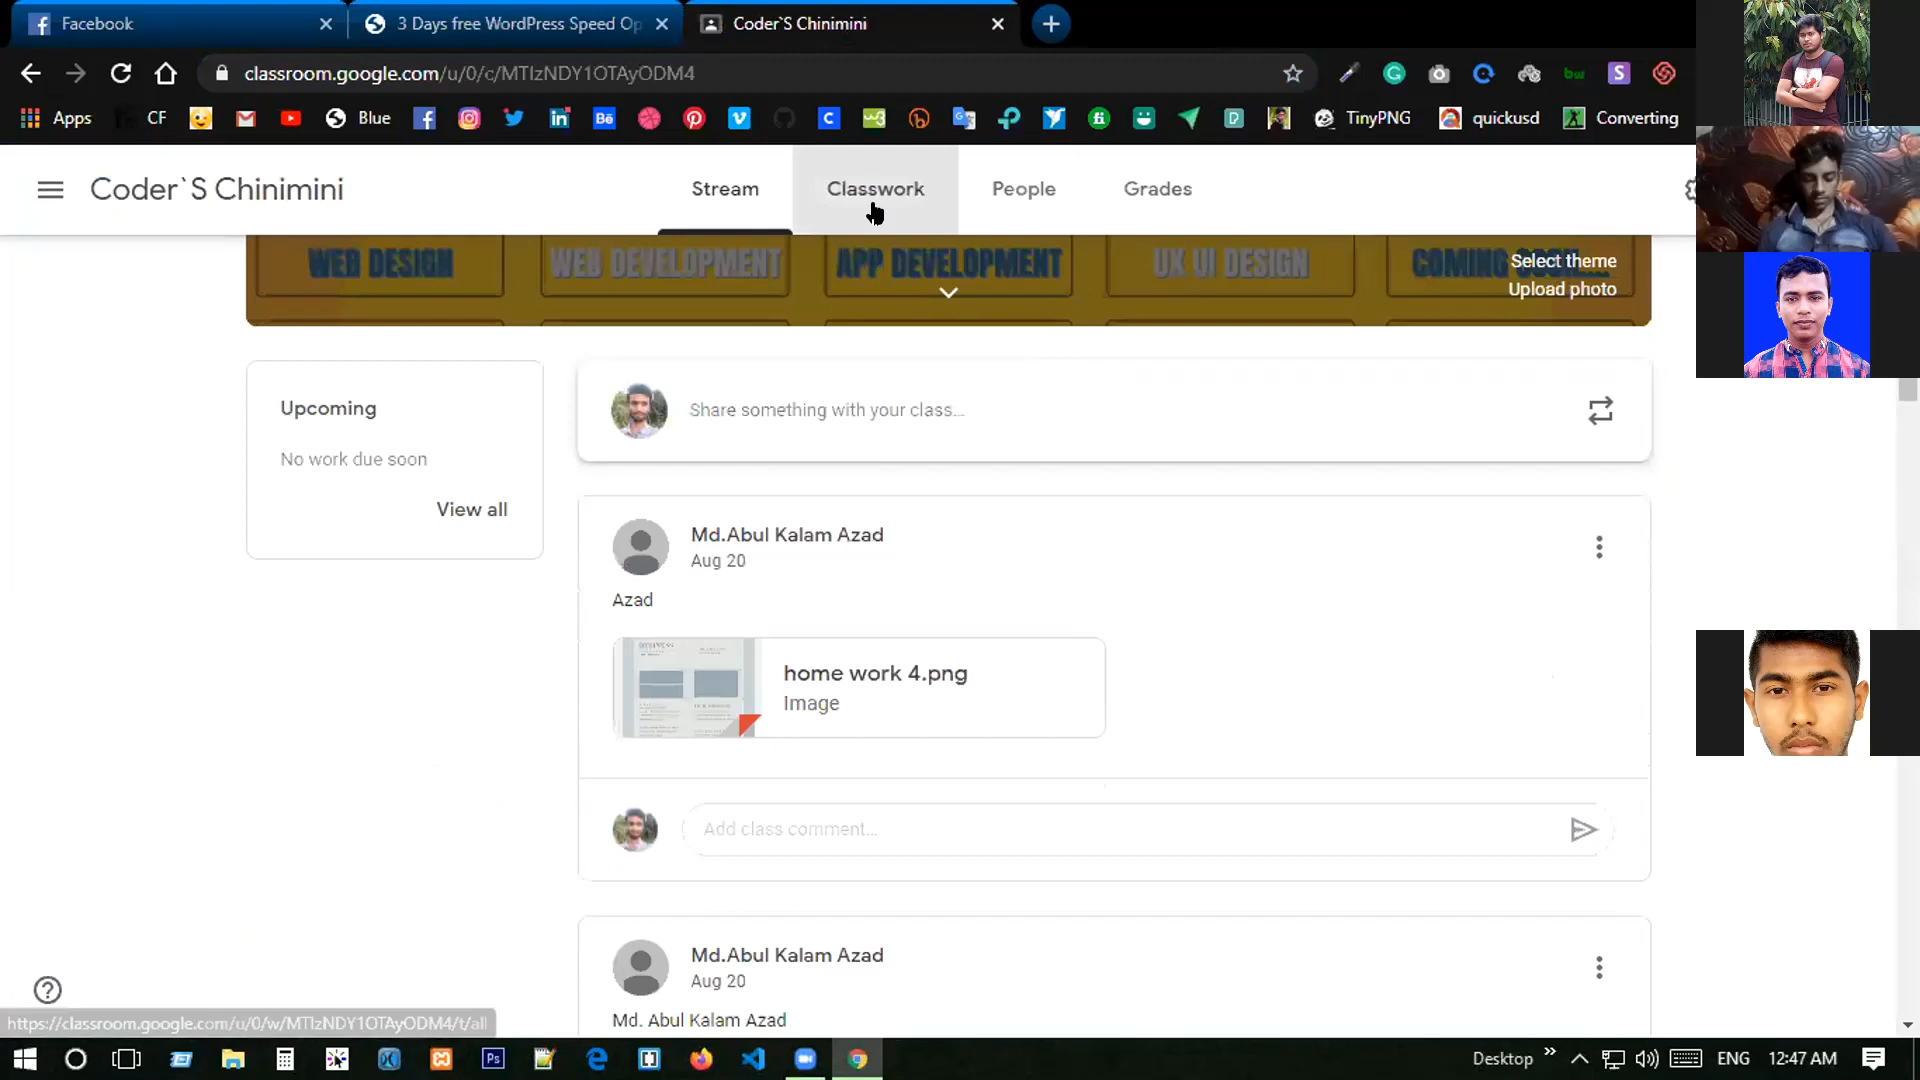 Facebook
3 Days free WordPress Speed Op
Coder`S Chinimini
classroom.google.com/u/0/c/MTIzNDY1OTAyODM4
Apps
CF
Blue
TinyPNG
quickusd
Converting
Coder`S Chinimini
Stream
Classwork
People
Grades
WEB DESIGN
WEB DEVELOPMENT
APP DEVELOPMENT
UX UI DESIGN
COMING SOON...
Select theme
Upload photo
Upcoming
No work due soon
View all
Share something with your class...
Md.Abul Kalam Azad
Aug 20
Azad
home work 4.png
Image
Add class comment...
Md.Abul Kalam Azad
Aug 20
Md. Abul Kalam Azad
https://classroom.google.com/u/0/w/MTIzNDY1OTAyODM4/t/all
Desktop
ENG
12:47 AM